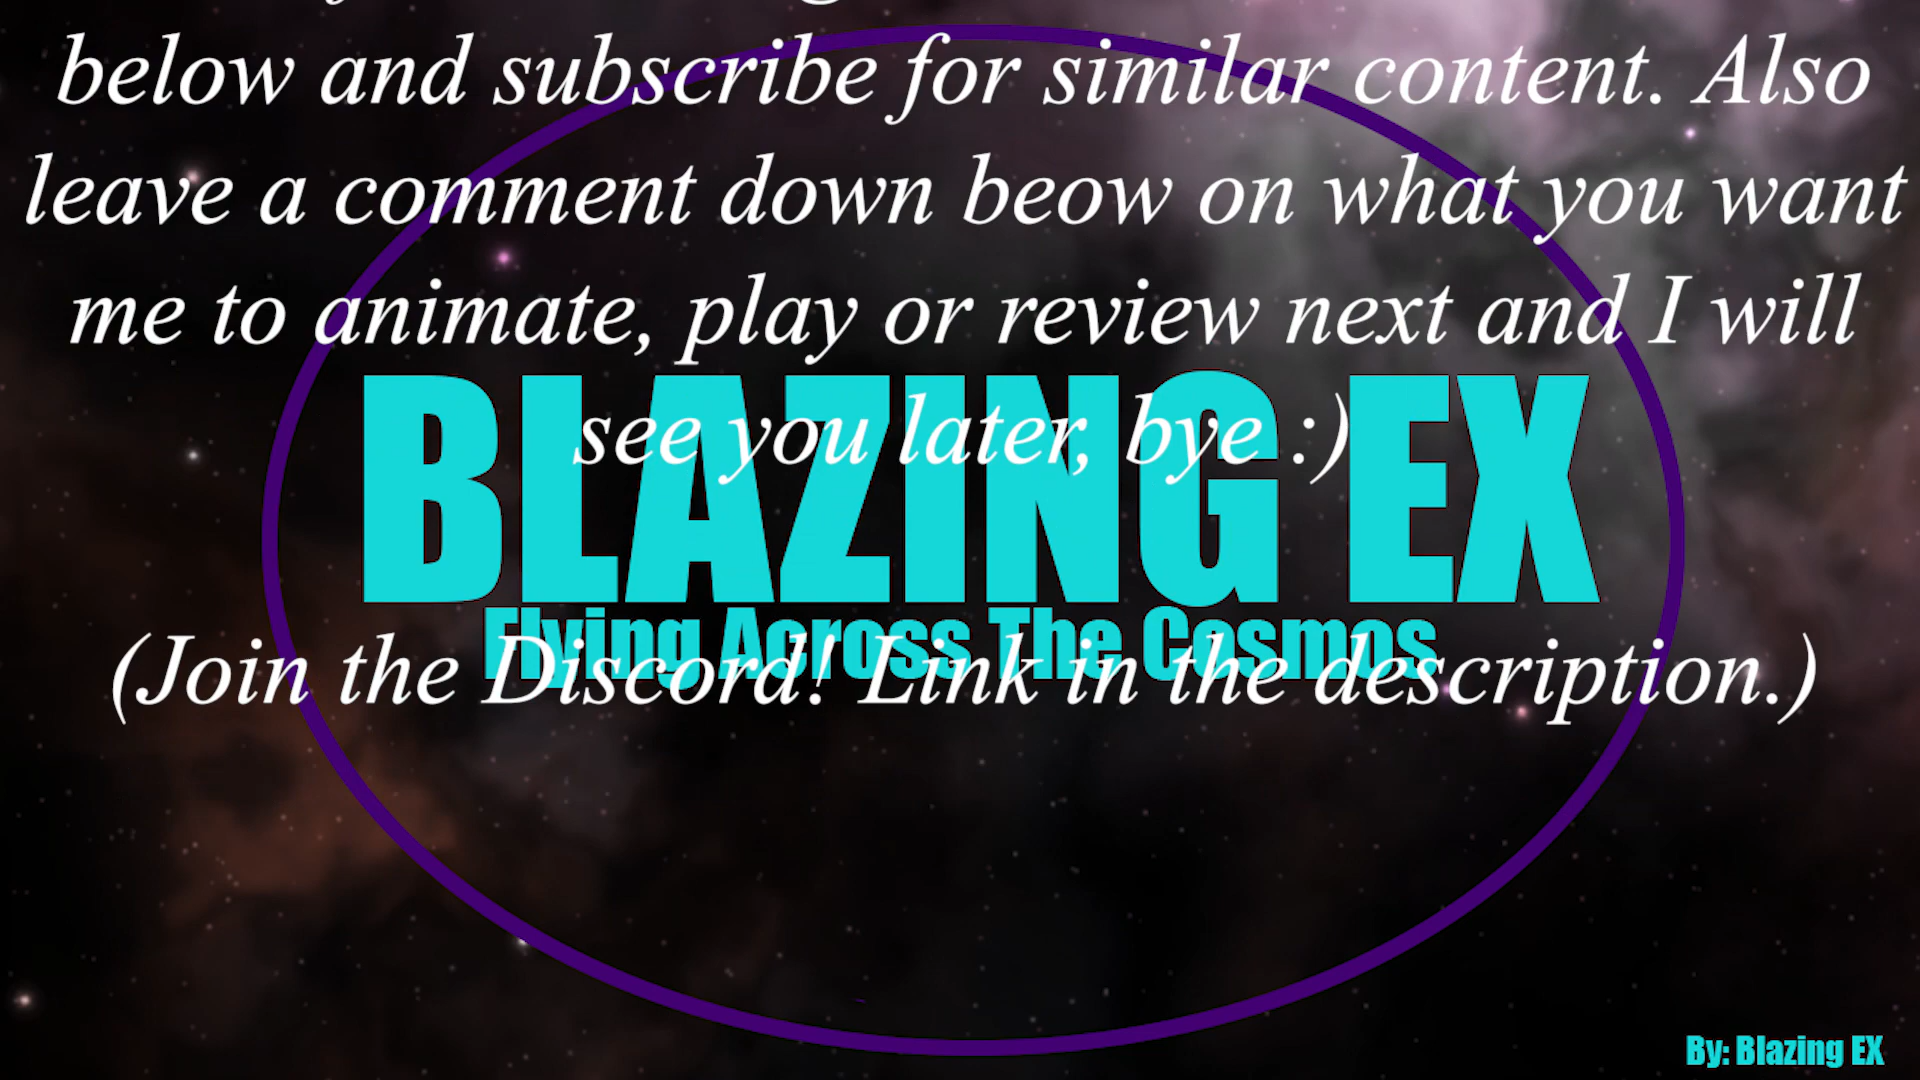 below and subscribe for similar content. Also
leave a comment down beow on what you want
me to animate, play or review next and I will
see you later, bye :)
BLAZING EX
Flying Across The Cosmos
(Join the Discord! Link in the description.)
By: Blazing EX